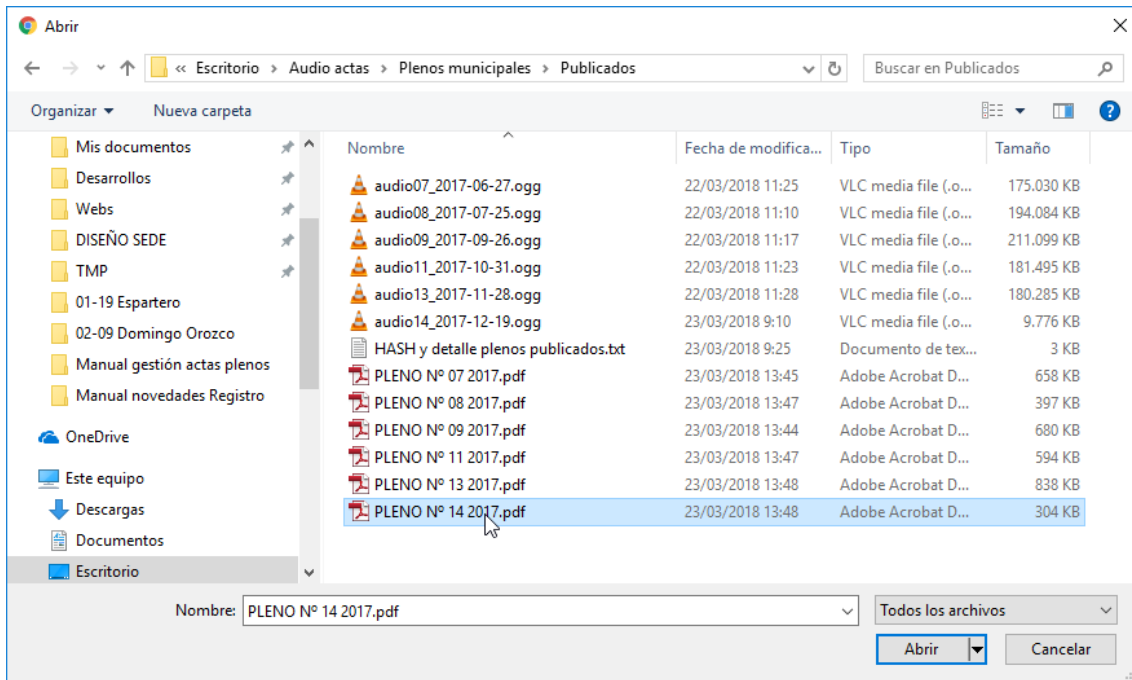 Abrir
« Escritorio > Audio actas > Plenos municipales > Publicados Buscar en Publicados
Organizar Nueva carpeta ?
Mis documentos
Desarrollos
Webs
DISEÑO SEDE
TMP
01-19 Espartero
02-09 Domingo Orozco
Manual gestión actas plenos
Manual novedades Registro
OneDrive
Este equipo
Descargas
Documentos
Escritorio
Nombre Fecha de modifica... Tipo Tamaño
audio07_2017-06-27.ogg 22/03/2018 11:25 VLC media file (.o... 175.030 KB
audio08_2017-07-25.ogg 22/03/2018 11:10 VLC media file (.o... 194.084 KB
audio09_2017-09-26.ogg 22/03/2018 11:17 VLC media file (.o... 211.099 KB
audio11_2017-10-31.ogg 22/03/2018 11:23 VLC media file (.o... 181.495 KB
audio13_2017-11-28.ogg 22/03/2018 11:28 VLC media file (.o... 180.285 KB
audio14_2017-12-19.ogg 23/03/2018 9:10 VLC media file (.o... 9.776 KB
HASH y detalle plenos publicados.txt 23/03/2018 9:25 Documento de tex... 3 KB
PLENO Nº 07 2017.pdf 23/03/2018 13:45 Adobe Acrobat D... 658 KB
PLENO Nº 08 2017.pdf 23/03/2018 13:47 Adobe Acrobat D... 397 KB
PLENO Nº 09 2017.pdf 23/03/2018 13:44 Adobe Acrobat D... 680 KB
PLENO Nº 11 2017.pdf 23/03/2018 13:47 Adobe Acrobat D... 594 KB
PLENO Nº 13 2017.pdf 23/03/2018 13:48 Adobe Acrobat D... 838 KB
PLENO Nº 14 2017.pdf 23/03/2018 13:48 Adobe Acrobat D... 304 KB
Nombre: PLENO Nº 14 2017.pdf Todos los archivos
Abrir Cancelar